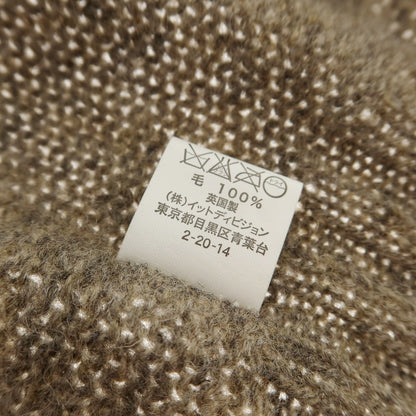 毛 100%
英国製
(株)イットディビジョン
東京都目黒区青葉台
2-20-14